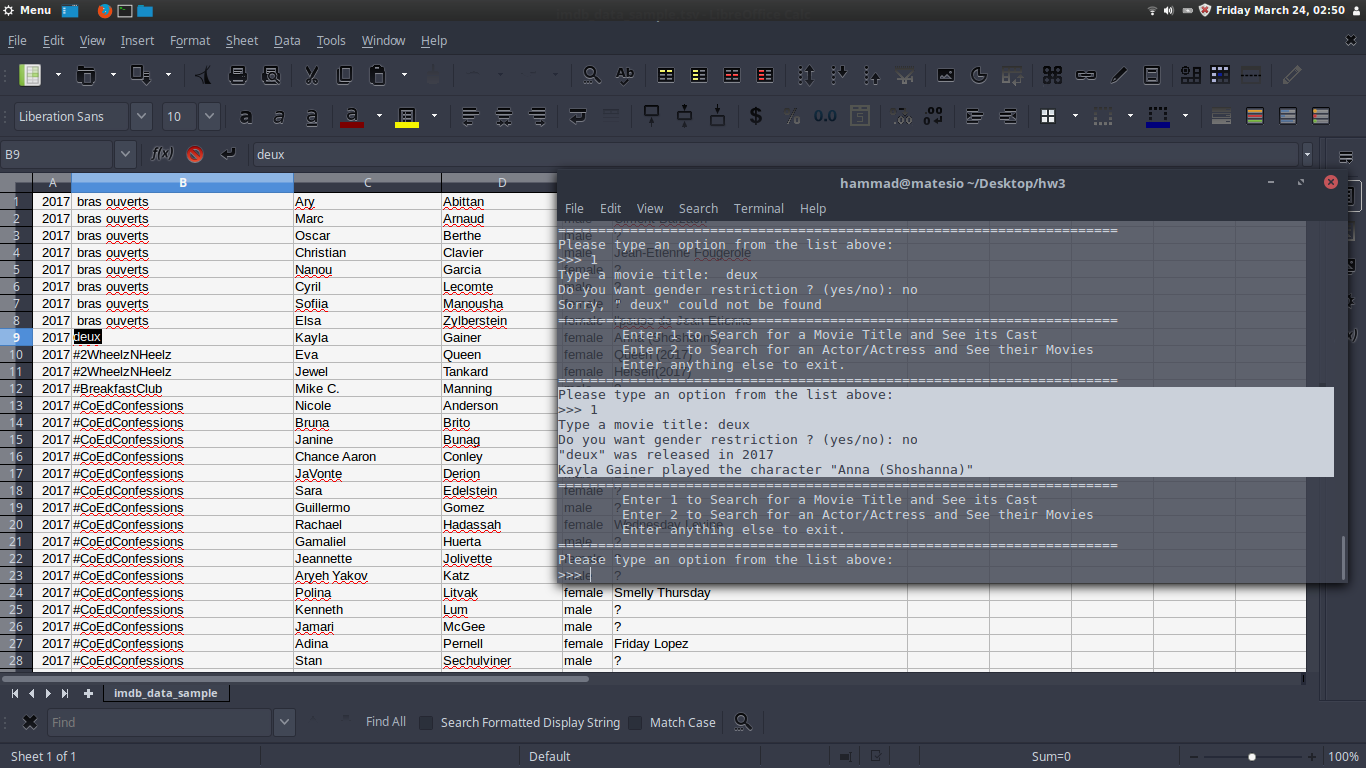 Menu
Friday March 24, 02:50
File Edit View Insert Format Sheet Data Tools Window Help
Liberation Sans 10
B9 f(x) deux
A B C D
1 2017 bras ouverts Ary Abittan
2 2017 bras ouverts Marc Arnaud
3 2017 bras ouverts Oscar Berthe
4 2017 bras ouverts Christian Clavier
5 2017 bras ouverts Nanou Garcia
6 2017 bras ouverts Cyril Lecomte
7 2017 bras ouverts Sofiia Manousha
8 2017 bras ouverts Elsa Zylberstein
9 2017 deux Kayla Gainer
10 2017 #2WheelzNHeelz Eva Queen
11 2017 #2WheelzNHeelz Jewel Tankard
12 2017 #BreakfastClub Mike C. Manning
13 2017 #CoEdConfessions Nicole Anderson
14 2017 #CoEdConfessions Bruna Brito
15 2017 #CoEdConfessions Janine Bunag
16 2017 #CoEdConfessions Chance Aaron Conley
17 2017 #CoEdConfessions JaVonte Derion
18 2017 #CoEdConfessions Sara Edelstein
19 2017 #CoEdConfessions Guillermo Gomez
20 2017 #CoEdConfessions Rachael Hadassah
21 2017 #CoEdConfessions Gamaliel Huerta
22 2017 #CoEdConfessions Jeannette Jolivette
23 2017 #CoEdConfessions Aryeh Yakov Katz
24 2017 #CoEdConfessions Polina Litvak female Smelly Thursday
25 2017 #CoEdConfessions Kenneth Lum male ?
26 2017 #CoEdConfessions Jamari McGee male ?
27 2017 #CoEdConfessions Adina Pernell female Friday Lopez
28 2017 #CoEdConfessions Stan Sechulviner male ?
hammad@matesio ~/Desktop/hw3
File Edit View Search Terminal Help
======================================================================
Please type an option from the list above:
>>> 1
Type a movie title:  deux
Do you want gender restriction ? (yes/no): no
Sorry, " deux" could not be found
======================================================================
Enter 1 to Search for a Movie Title and See its Cast
Enter 2 to Search for an Actor/Actress and See their Movies
Enter anything else to exit.
======================================================================
Please type an option from the list above:
>>> 1
Type a movie title: deux
Do you want gender restriction ? (yes/no): no
"deux" was released in 2017
Kayla Gainer played the character "Anna (Shoshanna)"
======================================================================
Enter 1 to Search for a Movie Title and See its Cast
Enter 2 to Search for an Actor/Actress and See their Movies
Enter anything else to exit.
======================================================================
Please type an option from the list above:
>>>
imdb_data_sample
Find Find All Search Formatted Display String Match Case
Sheet 1 of 1 Default Sum=0 100%